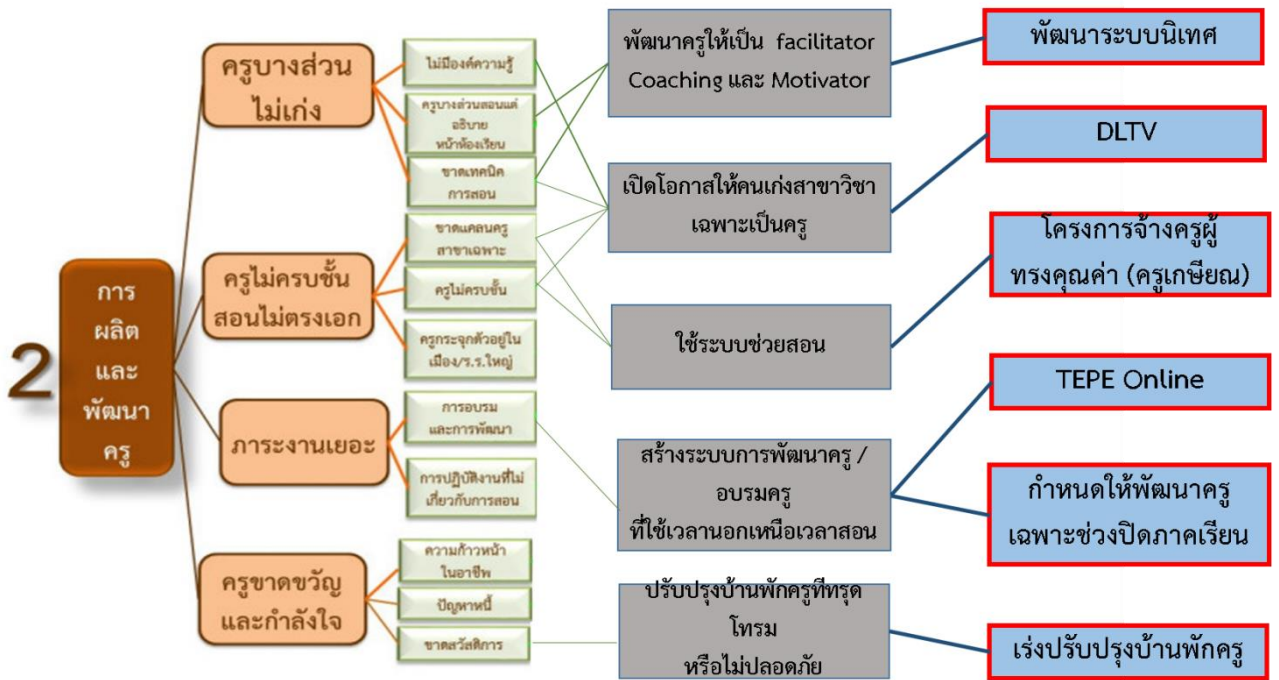 2
การ
ผลิต
และ
พัฒนา
ครู
ครูบางส่วน
ไม่เก่ง
ครูไม่ครบชั้น
สอนไม่ตรงเอก
ภาระงานเยอะ
ครูขาดขวัญ
และกำลังใจ
ไม่มีองค์ความรู้
ครูบางส่วนสอนแต่
อธิบาย
หน้าห้องเรียน
ขาดเทคนิค
การสอน
ขาดแคลนครู
สาขาเฉพาะ
ครูไม่ครบชั้น
ครูกระจุกตัวอยู่ใน
เมือง/ร.ร.ใหญ่
การอบรม
และการพัฒนา
การปฏิบัติงานที่ไม่
เกี่ยวกับการสอน
ความก้าวหน้า
ในอาชีพ
ปัญหาหนี้
ขาดสวัสดิการ
พัฒนาครูให้เป็น facilitator
Coaching และ Motivator
เปิดโอกาสให้คนเก่งสาขาวิชา
เฉพาะเป็นครู
ใช้ระบบช่วยสอน
สร้างระบบการพัฒนาครู /
อบรมครู
ที่ใช้เวลานอกเหนือเวลาสอน
ปรับปรุงบ้านพักครูที่ทรุด
โทรม
หรือไม่ปลอดภัย
พัฒนาระบบนิเทศ
DLTV
โครงการจ้างครูผู้
ทรงคุณค่า (ครูเกษียณ)
TEPE Online
กำหนดให้พัฒนาครู
เฉพาะช่วงปิดภาคเรียน
เร่งปรับปรุงบ้านพักครู